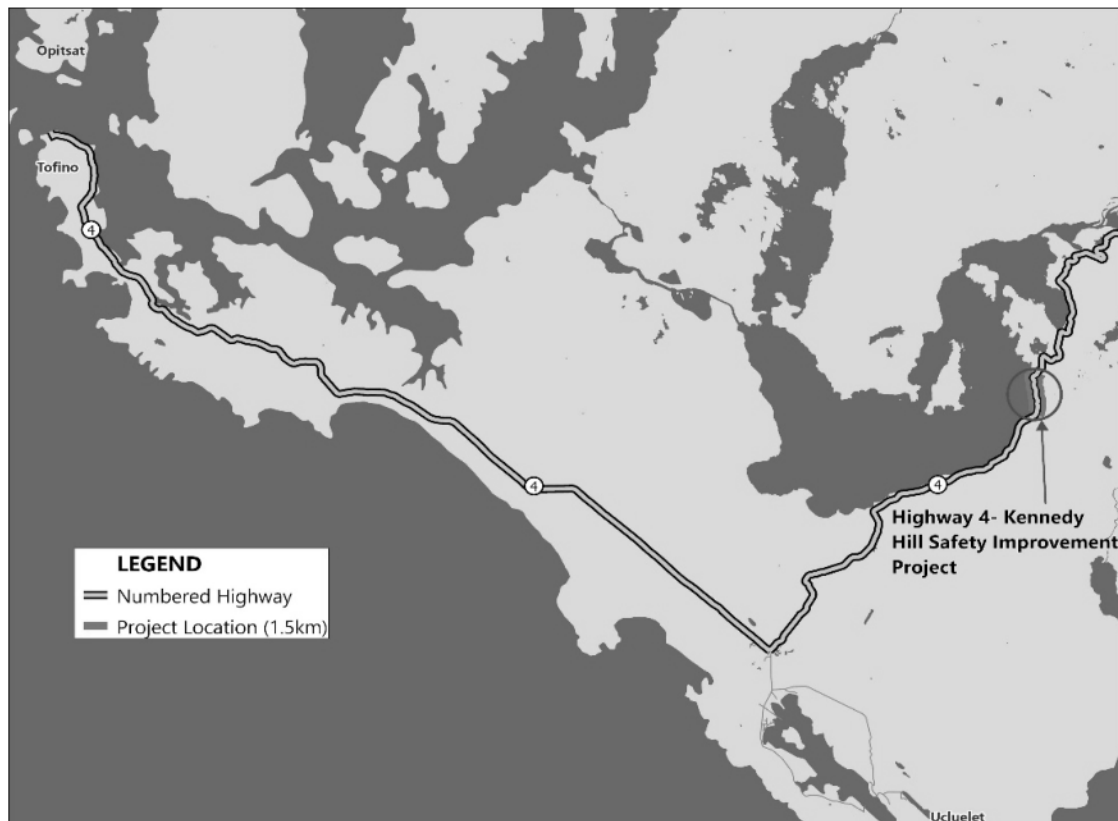 Opitsat
Tofino
4
4
4
Highway 4- Kennedy
Hill Safety Improvement
Project
LEGEND
Numbered Highway
Project Location (1.5km)
Ucluelet